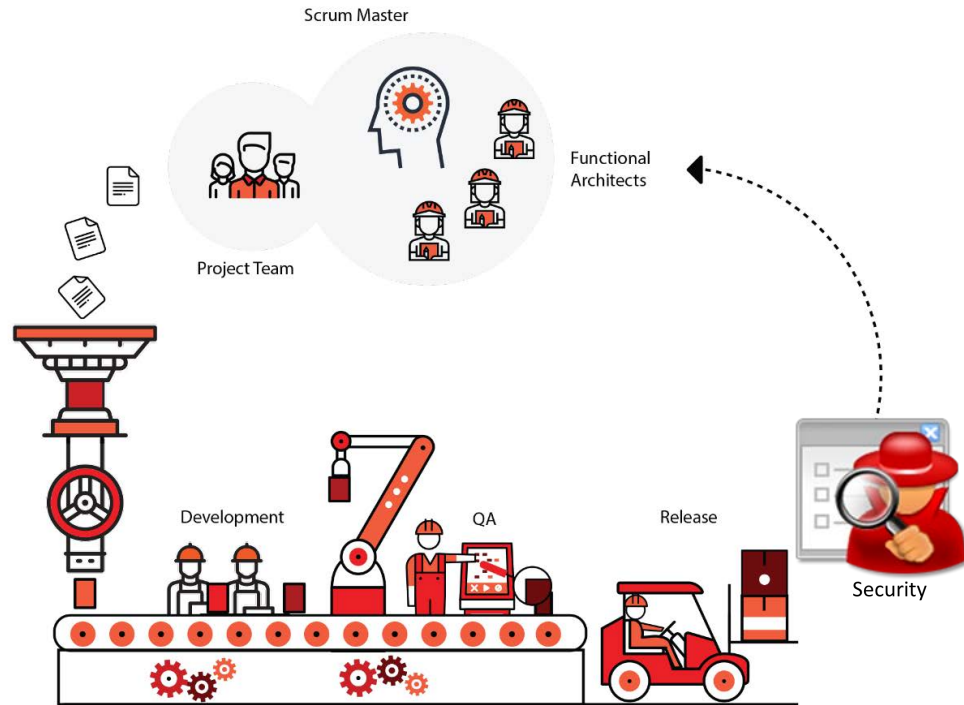 Scrum Master
Functional
Architects
Project Team
Development
QA
Release
Security